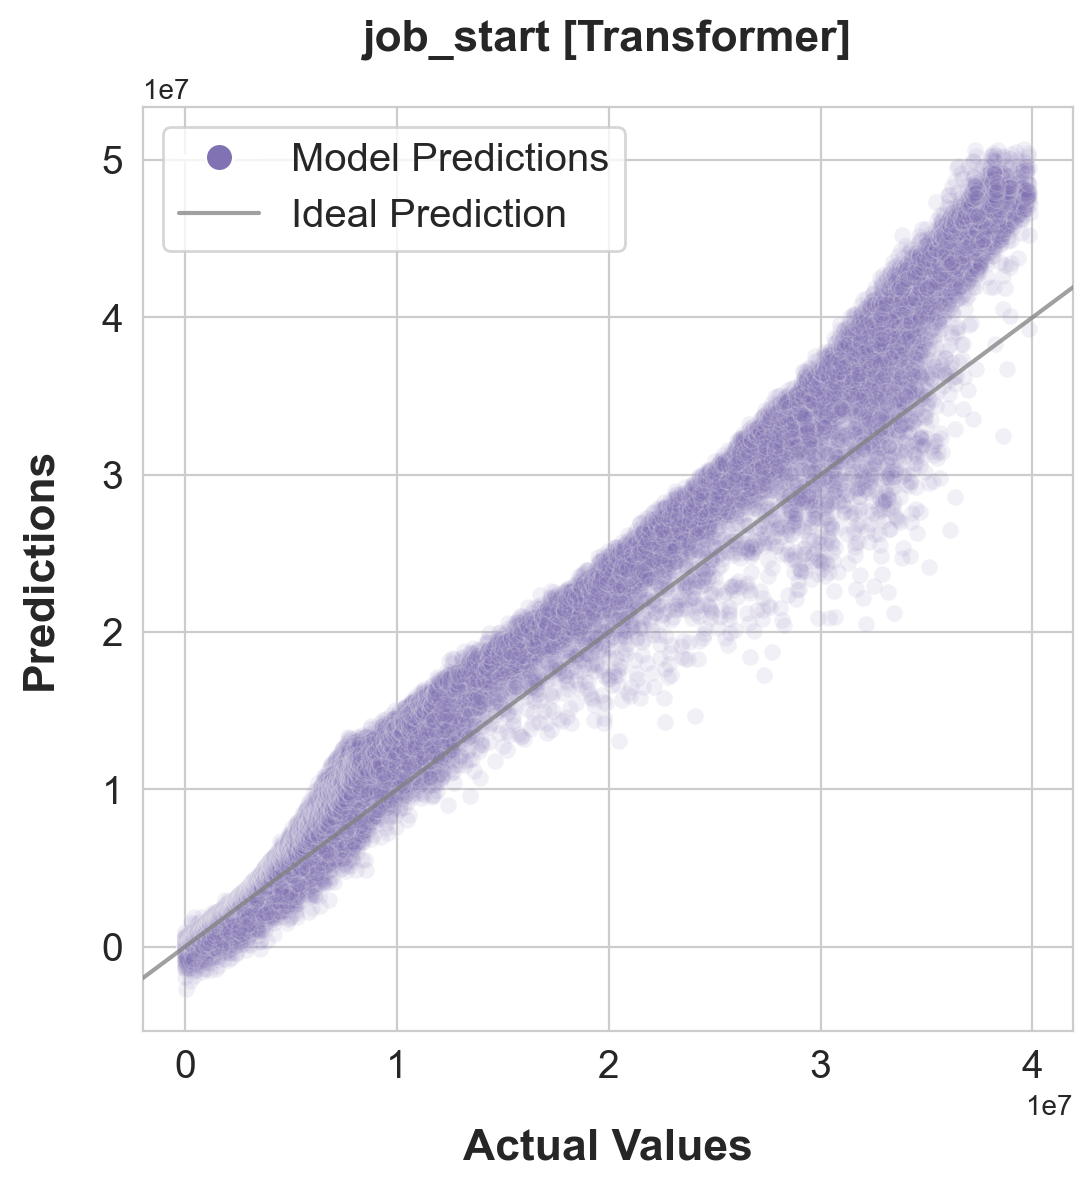 job_start [Transformer]
1e7
Model Predictions
Ideal Prediction
5
4
3
2
1
0
Predictions
0 1 2 3 4
1e7
Actual Values